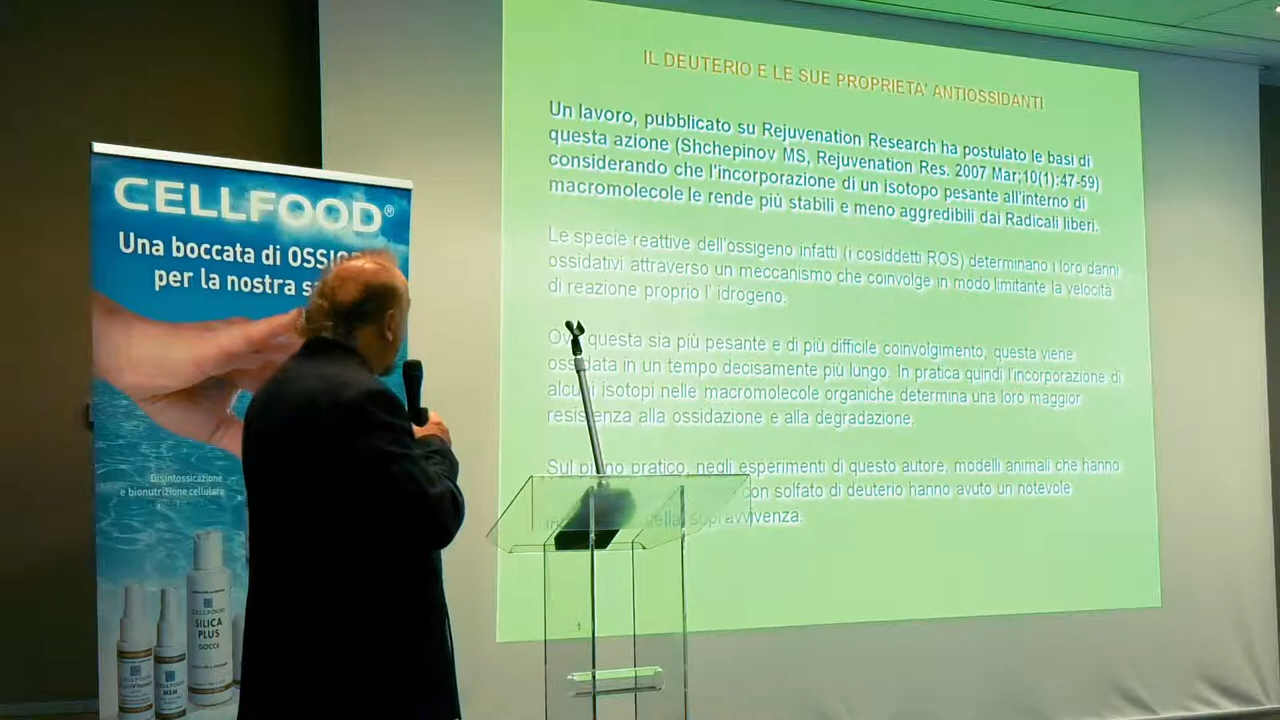 CELLFOOD®
Una boccata di
per la nostra
Disintossicazione
e bionutrizione cellulare
CELLFOOD
SILICA
PLUS
GOCCE
CELLFOOD
MSM
IL DEUTERIO E LE SUE PROPRIETA' ANTIOSSIDANTI
Un lavoro, pubblicato su Rejuvenation Research ha postulato le basi di
questa azione (Shchepinov MS, Rejuvenation Res. 2007 Mar;10(1):47-59)
considerando che l'incorporazione di un isotopo pesante all'interno di
macromolecole le rende più stabili e meno aggredibili dai Radicali liberi.
Le specie reattive dell'ossigeno infatti (i cosiddetti ROS) determinano i loro danni
ossidativi attraverso un meccanismo che coinvolge in modo limitante la velocità
di reazione proprio l' idrogeno.
questa sia più pesante e di più difficile coinvolgimento, questa viene
ossidata in un tempo decisamente più lungo. In pratica quindi l'incorporazione di
alcuni isotopi nelle macromolecole organiche determina una loro maggior
resistenza alla ossidazione e alla degradazione.
Sul piano pratico, negli esperimenti di questo autore, modelli animali che hanno
con solfato di deuterio hanno avuto un notevole
nella sopravvivenza.